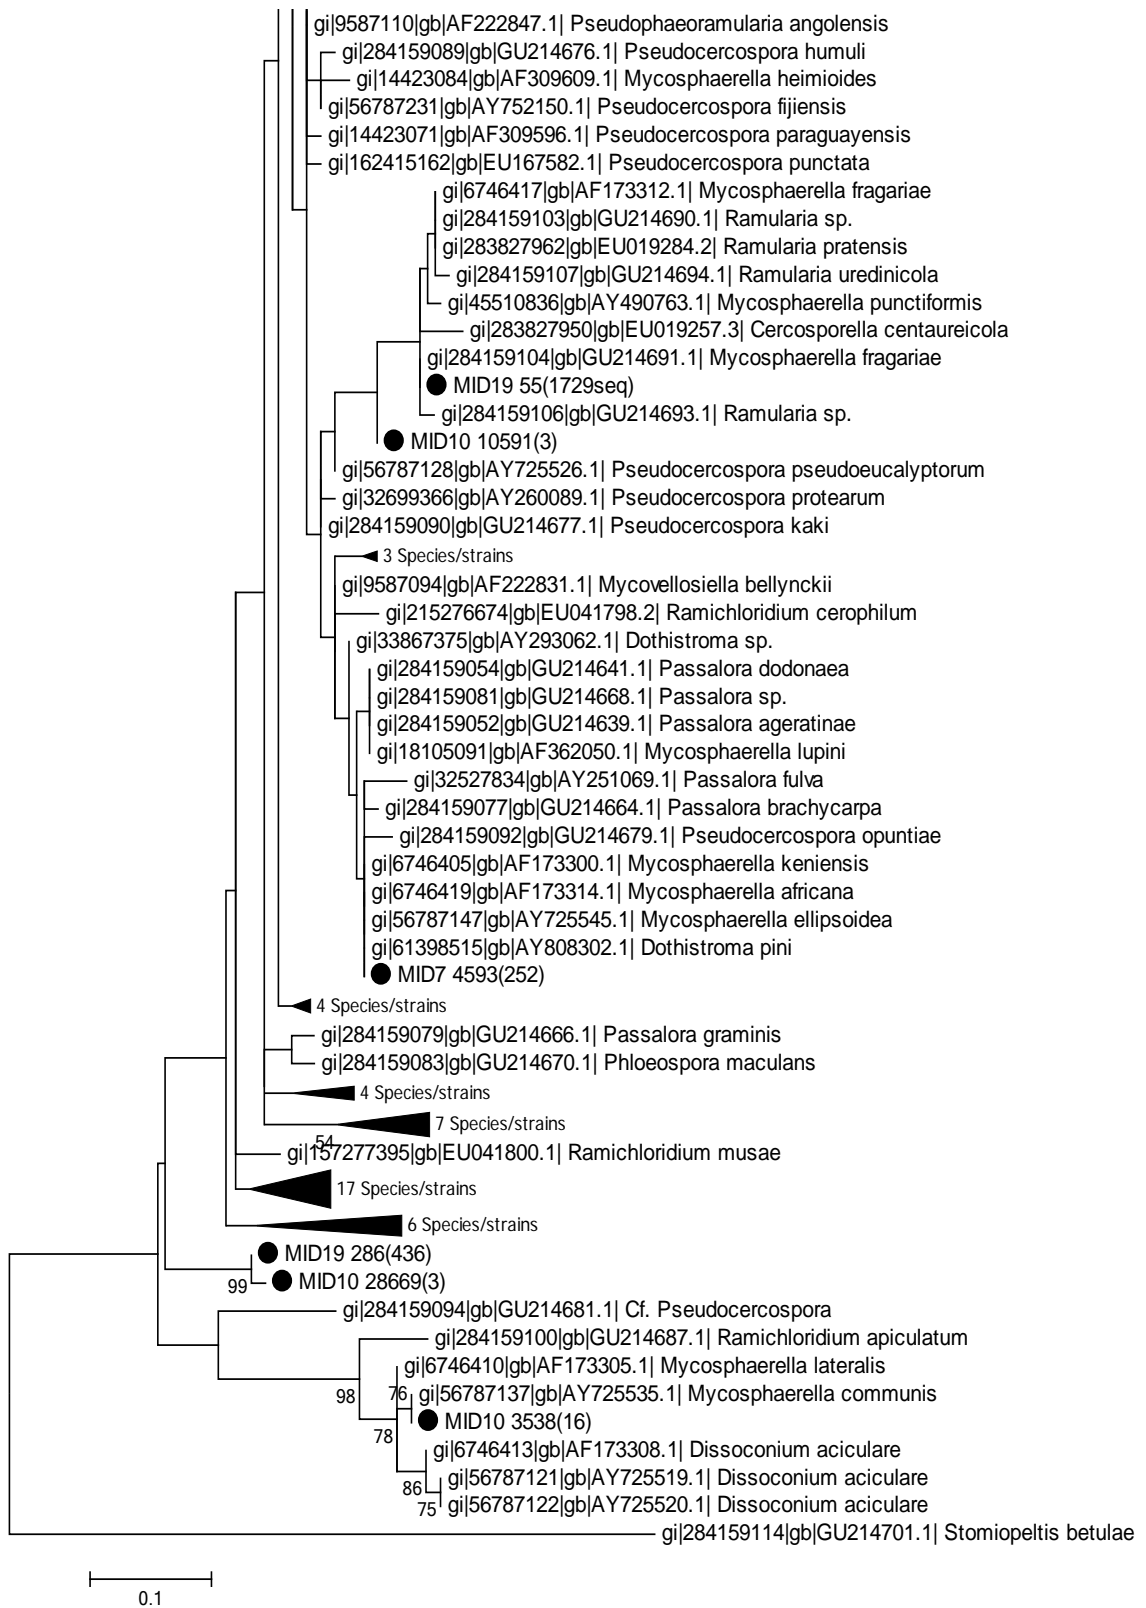 gi|9587110|gb|AF222847.1| Pseudophaeoramularia angolensis
gi|284159089|gb|GU214676.1| Pseudocercospora humuli
gi|14423084|gb|AF309609.1| Mycosphaerella heimioides
gi|56787231|gb|AY752150.1| Pseudocercospora fijiensis
gi|14423071|gb|AF309596.1| Pseudocercospora paraguayensis
gi|162415162|gb|EU167582.1| Pseudocercospora punctata
gi|6746417|gb|AF173312.1| Mycosphaerella fragariae
gi|284159103|gb|GU214690.1| Ramularia sp.
gi|283827962|gb|EU019284.2| Ramularia pratensis
gi|284159107|gb|GU214694.1| Ramularia uredinicola
gi|45510836|gb|AY490763.1| Mycosphaerella punctiformis
gi|283827950|gb|EU019257.3| Cercosporella centaureicola
gi|284159104|gb|GU214691.1| Mycosphaerella fragariae
MID19 55(1729seq)
gi|284159106|gb|GU214693.1| Ramularia sp.
MID10 10591(3)
gi|56787128|gb|AY725526.1| Pseudocercospora pseudoeucalyptorum
gi|32699366|gb|AY260089.1| Pseudocercospora protearum
gi|284159090|gb|GU214677.1| Pseudocercospora kaki
3 Species/strains
gi|9587094|gb|AF222831.1| Mycovellosiella bellynckii
gi|215276674|gb|EU041798.2| Ramichloridium cerophilum
gi|33867375|gb|AY293062.1| Dothistroma sp.
gi|284159054|gb|GU214641.1| Passalora dodonaea
gi|284159081|gb|GU214668.1| Passalora sp.
gi|284159052|gb|GU214639.1| Passalora ageratinae
gi|18105091|gb|AF362050.1| Mycosphaerella lupini
gi|32527834|gb|AY251069.1| Passalora fulva
gi|284159077|gb|GU214664.1| Passalora brachycarpa
gi|284159092|gb|GU214679.1| Pseudocercospora opuntiae
gi|6746405|gb|AF173300.1| Mycosphaerella keniensis
gi|6746419|gb|AF173314.1| Mycosphaerella africana
gi|56787147|gb|AY725545.1| Mycosphaerella ellipsoidea
gi|61398515|gb|AY808302.1| Dothistroma pini
MID7 4593(252)
4 Species/strains
gi|284159079|gb|GU214666.1| Passalora graminis
gi|284159083|gb|GU214670.1| Phloeospora maculans
4 Species/strains
7 Species/strains
54
gi|157277395|gb|EU041800.1| Ramichloridium musae
17 Species/strains
6 Species/strains
MID19 286(436)
99 MID10 28669(3)
gi|284159094|gb|GU214681.1| Cf. Pseudocercospora
gi|284159100|gb|GU214687.1| Ramichloridium apiculatum
gi|6746410|gb|AF173305.1| Mycosphaerella lateralis
98 76 gi|56787137|gb|AY725535.1| Mycosphaerella communis
MID10 3538(16)
78
gi|6746413|gb|AF173308.1| Dissoconium aciculare
gi|56787121|gb|AY725519.1| Dissoconium aciculare
86
75 gi|56787122|gb|AY725520.1| Dissoconium aciculare
gi|284159114|gb|GU214701.1| Stomiopeltis betulae
0.1